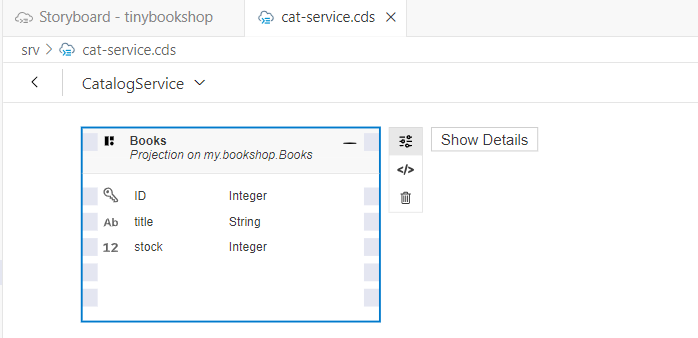 Storyboard - tinybookshop
cat-service.cds
srv > cat-service.cds
CatalogService
Books
Projection on my.bookshop.Books
ID Integer
Ab title String
12 stock Integer
</>
Show Details